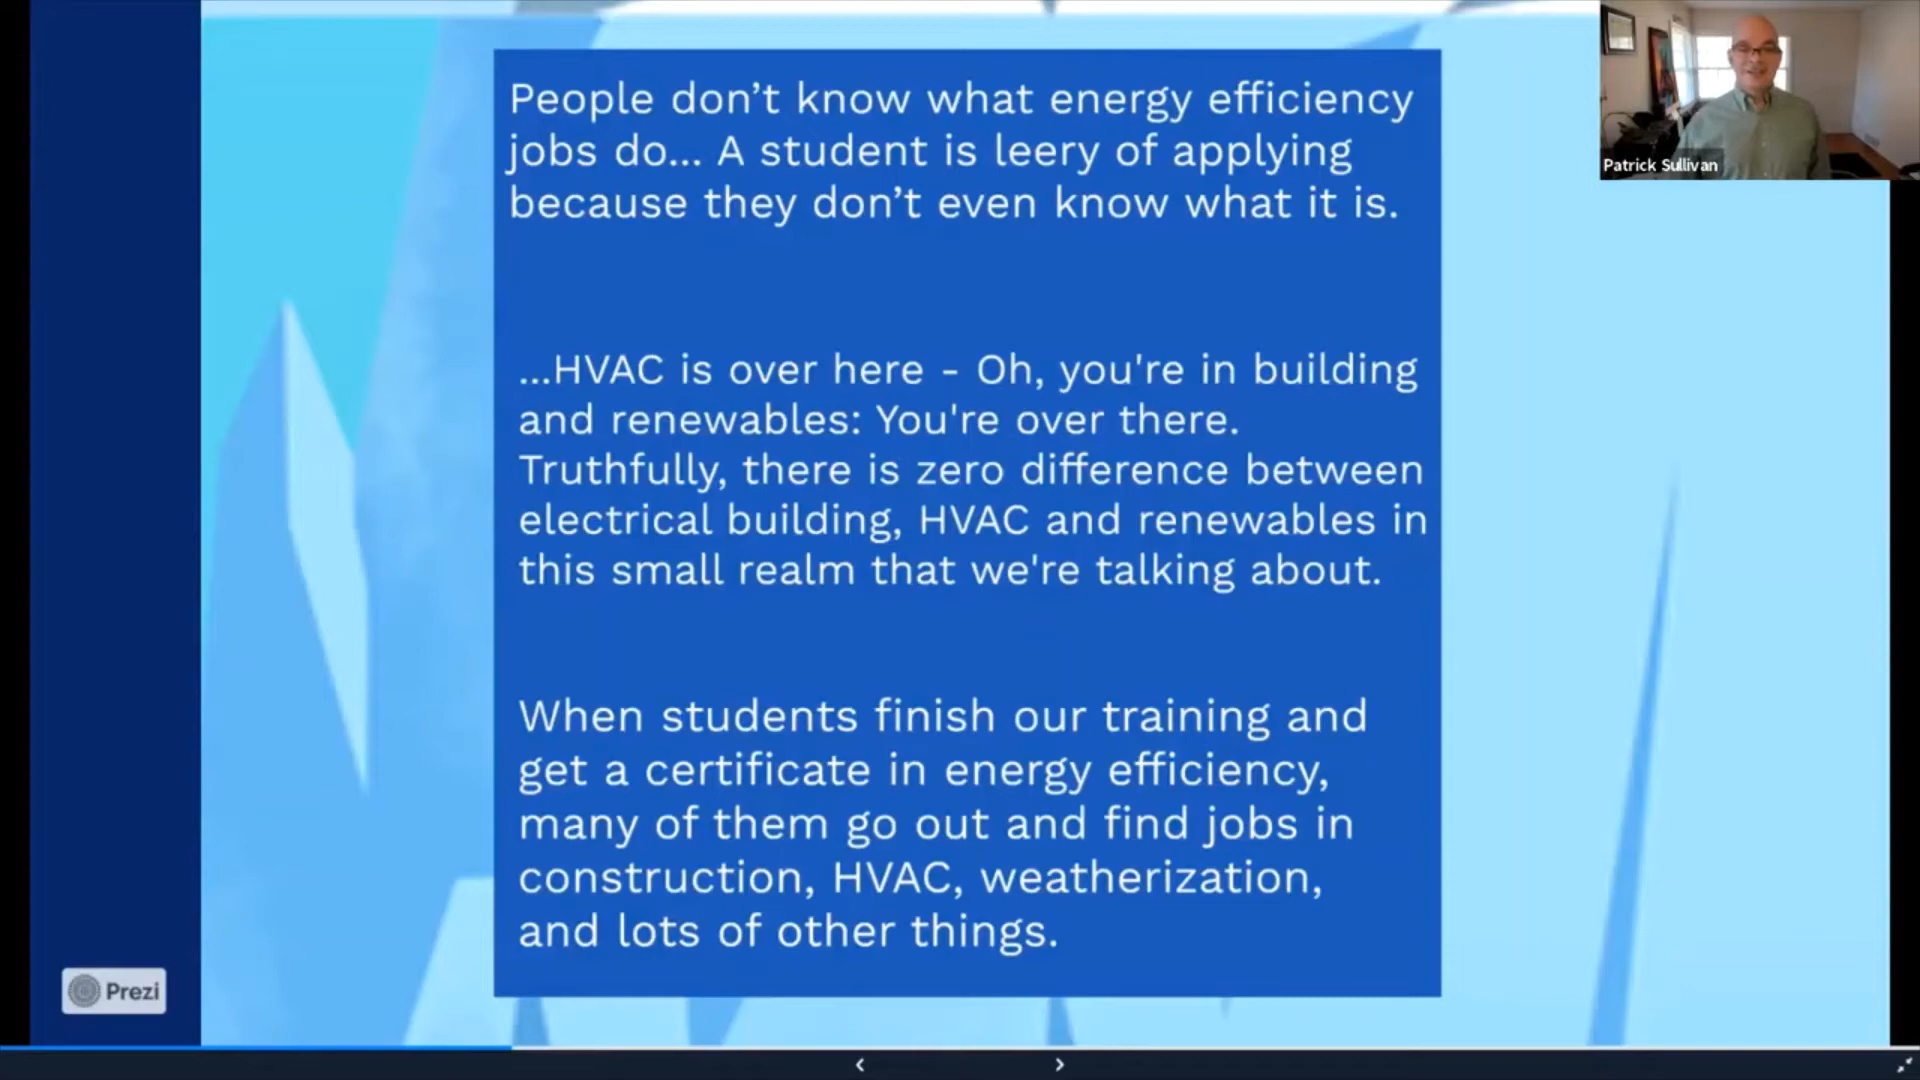 People don’t know what energy efficiency
jobs do... A student is leery of applying
because they don’t even know what it is.
...HVAC is over here - Oh, you're in building
and renewables: You're over there.
Truthfully, there is zero difference between
electrical building, HVAC and renewables in
this small realm that we're talking about.
When students finish our training and
get a certificate in energy efficiency,
many of them go out and find jobs in
construction, HVAC, weatherization,
and lots of other things.
Patrick Sullivan
Prezi